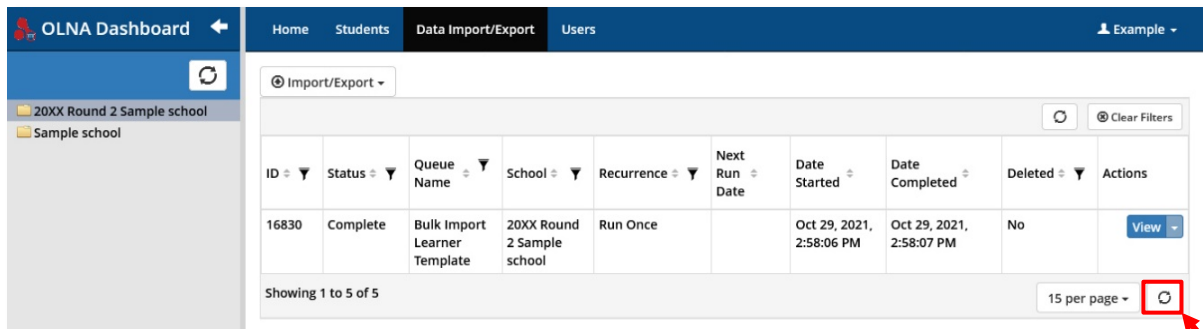 OLNA Dashboard
Home Students Data Import/Export Users
Example
20XX Round 2 Sample school
Sample school
Import/Export
Clear Filters
ID
Status
Queue
Name
School
Recurrence
Next
Run
Date
Date
Started
Date
Completed
Deleted
Actions
16830
Complete
Bulk Import
Learner
Template
20XX Round
2 Sample
school
Run Once
Oct 29, 2021,
2:58:06 PM
Oct 29, 2021,
2:58:07 PM
No
View
Showing 1 to 5 of 5
15 per page